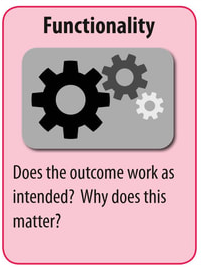 Functionality
Does the outcome work as
intended?  Why does this
matter?